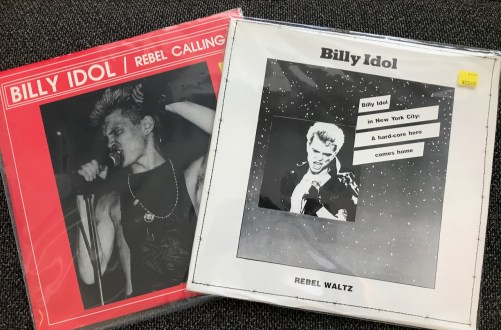 BILLY IDOL / REBEL CALLING
Billy Idol
Billy Idol
in New York City:
A hard-core hero
comes home
REBEL WALTZ